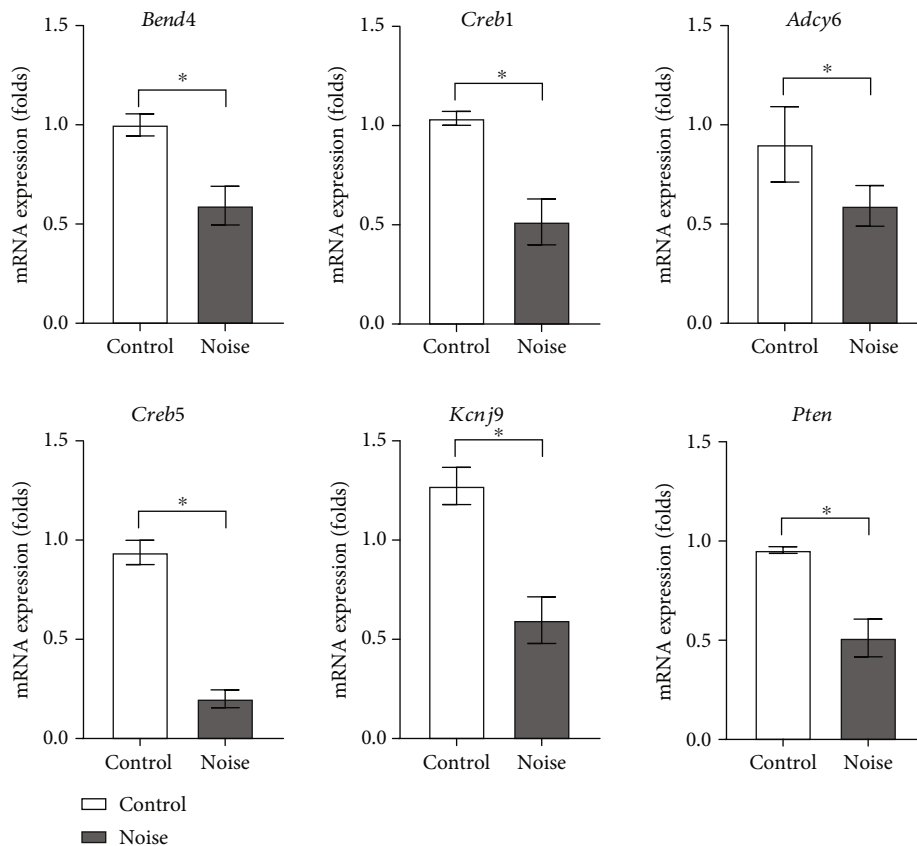 Bend4
mRNA expression (folds)
1.5
1.0
0.5
0.0
*
Control Noise
Creb1
mRNA expression (folds)
1.5
1.0
0.5
0.0
*
Control Noise
Adcy6
mRNA expression (folds)
1.5
1.0
0.5
0.0
*
Control Noise
Creb5
mRNA expression (folds)
1.5
1.0
0.5
0.0
*
Control Noise
Kcnj9
mRNA expression (folds)
1.5
1.0
0.5
0.0
*
Control Noise
Pten
mRNA expression (folds)
1.5
1.0
0.5
0.0
*
Control Noise
Control
Noise